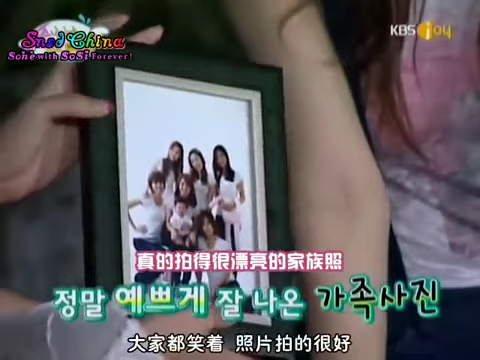 Snsd China
Sone with SoSi Forever!
KBS joy
真的拍得很漂亮的家族照
정말 예쁘게 잘 나온 가족사진
大家都笑着 照片拍的很好